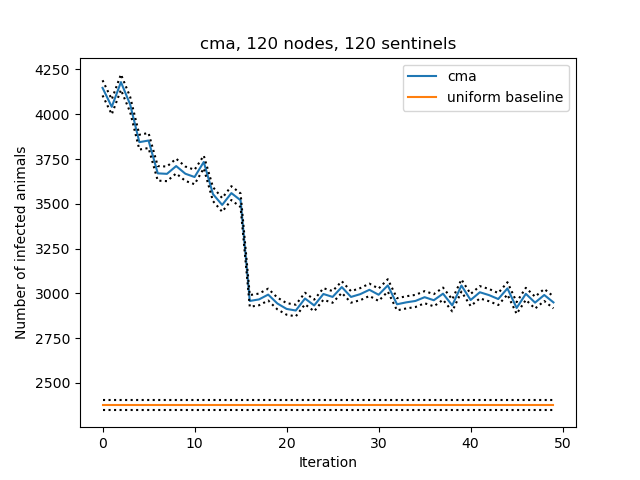 cma, 120 nodes, 120 sentinels
cma
uniform baseline
Number of infected animals
4250
4000
3750
3500
3250
3000
2750
2500
0 10 20 30 40 50
Iteration